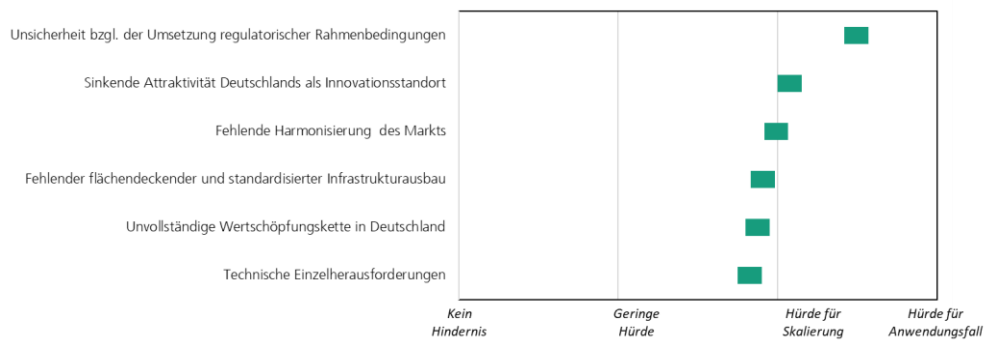 Unsicherheit bzgl. der Umsetzung regulatorischer Rahmenbedingungen
Sinkende Attraktivität Deutschlands als Innovationsstandort
Fehlende Harmonisierung des Markts
Fehlender flächendeckender und standardisierter Infrastrukturausbau
Unvollständige Wertschöpfungskette in Deutschland
Technische Einzelherausforderungen
Kein
Hindernis
Geringe
Hürde
Hürde für
Skalierung
Hürde für
Anwendungsfall